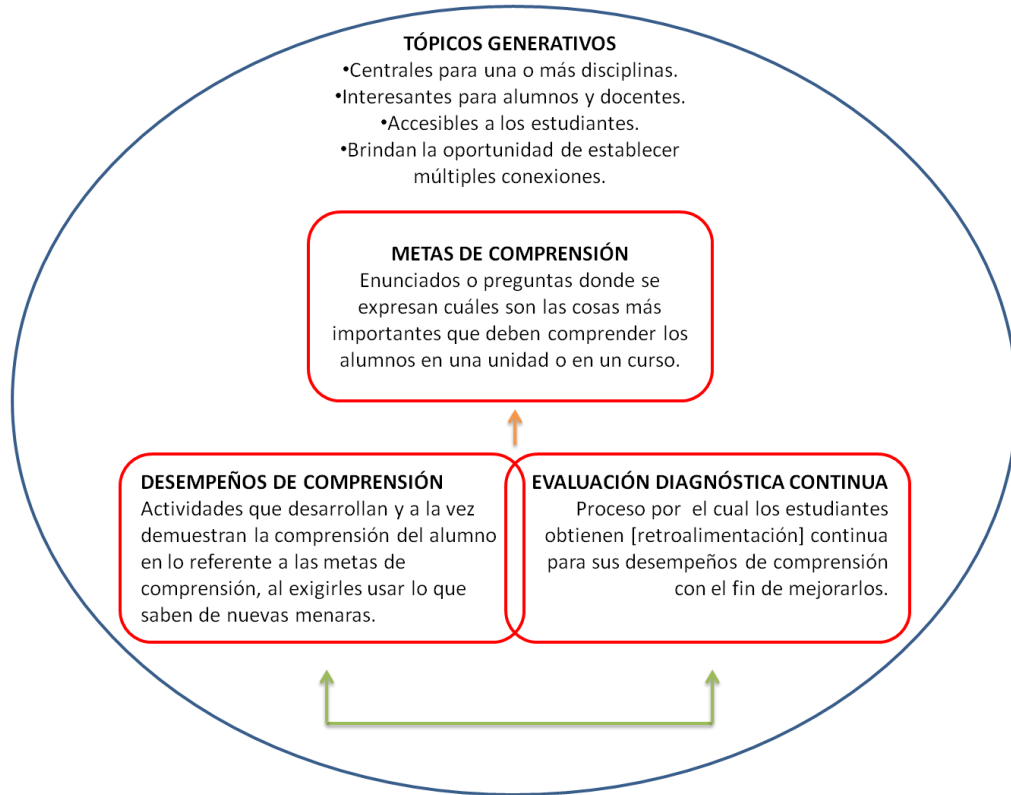 TÓPICOS GENERATIVOS
•Centrales para una o más disciplinas.
•Interesantes para alumnos y docentes.
•Accesibles a los estudiantes.
•Brindan la oportunidad de establecer
múltiples conexiones.
METAS DE COMPRENSIÓN
Enunciados o preguntas donde se
expresan cuáles son las cosas más
importantes que deben comprender los
alumnos en una unidad o en un curso.
DESEMPEÑOS DE COMPRENSIÓN
Actividades que desarrollan y a la vez
demuestran la comprensión del alumno
en lo referente a las metas de
comprensión, al exigirles usar lo que
saben de nuevas menaras.
EVALUACIÓN DIAGNÓSTICA CONTINUA
Proceso por el cual los estudiantes
obtienen [retroalimentación] continua
para sus desempeños de comprensión
con el fin de mejorarlos.